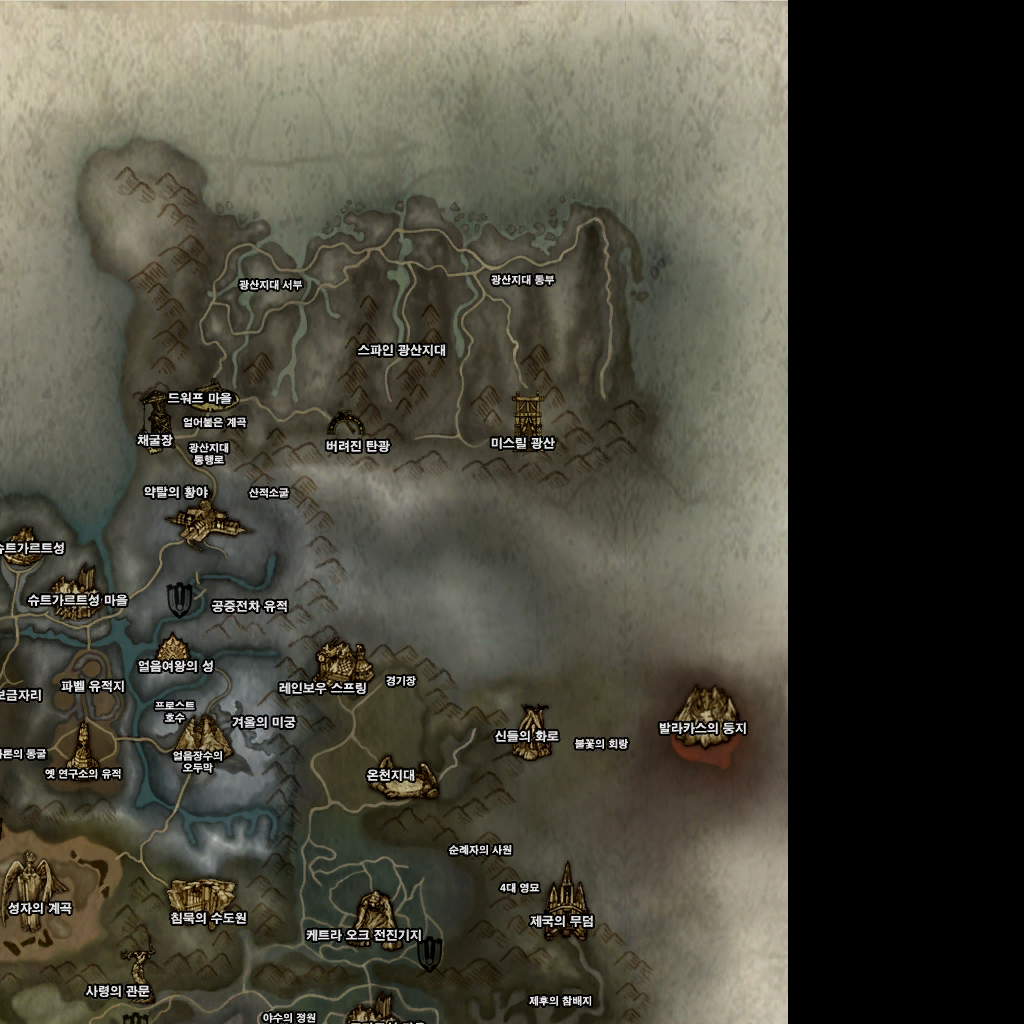 광산지대 서부
광산지대 동부
스파인 광산지대
드워프 마을
얼어붙은 계곡
채굴장
광산지대
통행로
버려진 탄광
미스릴 광산
약탈의 황야
산적소굴
슈트가르트성
슈트가르트성 마을
공중전차 유적
얼음여왕의 성
파벨 유적지
레인보우 스프링
경기장
프로스트
호수
겨울의 미궁
신들의 화로
불꽃의 회랑
발라카스의 둥지
얼음장수의
오두막
옛 연구소의 유적
온천지대
순례자의 사원
4대 영묘
성자의 계곡
침묵의 수도원
제국의 무덤
케트라 오크 전진기지
사령의 관문
제후의 참배지
야수의 정원